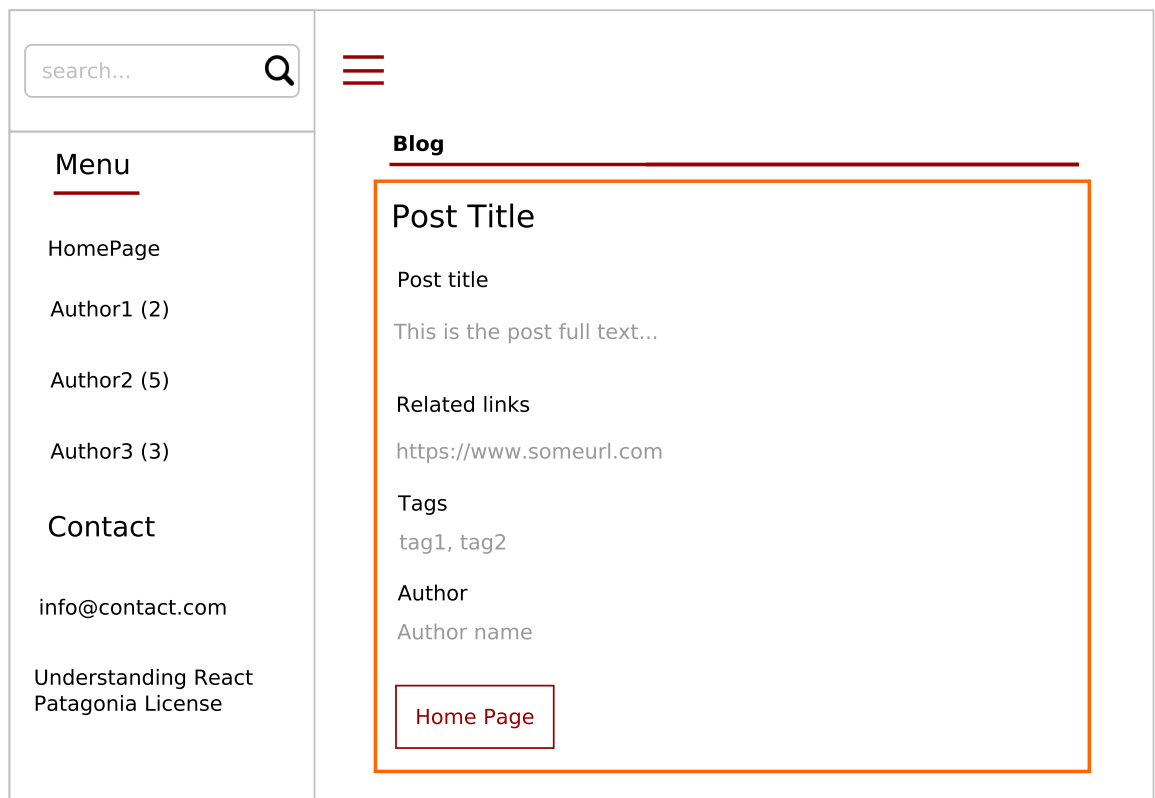 search...
Menu
HomePage
Author1 (2)
Author2 (5)
Author3 (3)
Contact
info@contact.com
Understanding React
Patagonia License
Blog
Post Title
Post title
This is the post full text...
Related links
https://www.someurl.com
Tags
tag1, tag2
Author
Author name
Home Page